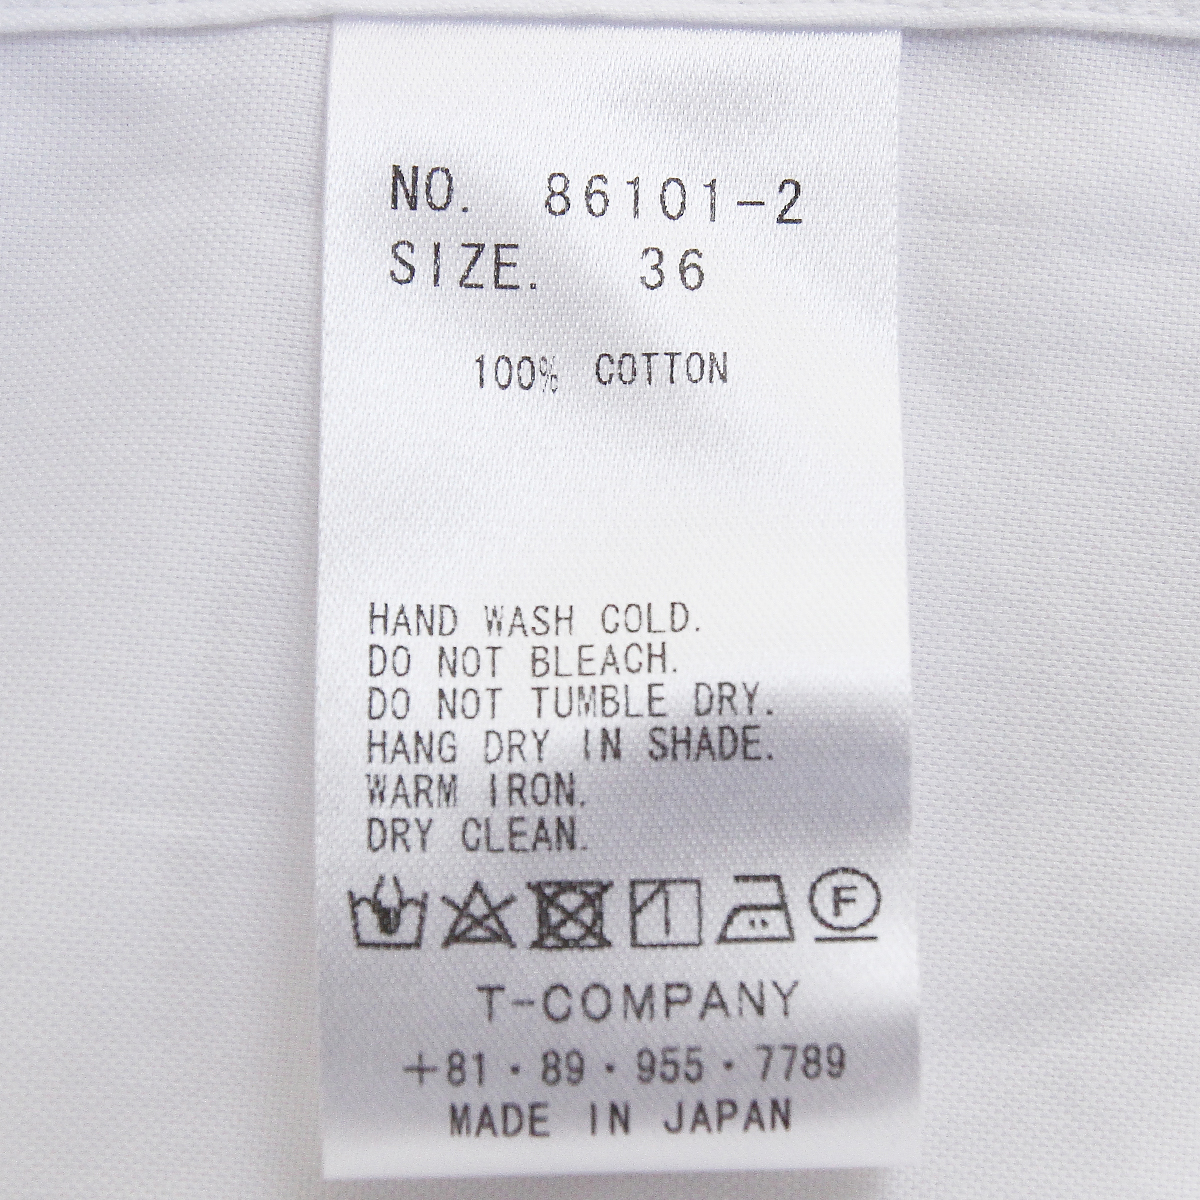 NO. 86101-2
SIZE. 36
100% COTTON
HAND WASH COLD.
DO NOT BLEACH.
DO NOT TUMBLE DRY.
HANG DRY IN SHADE.
WARM IRON.
DRY CLEAN.
F
T-COMPANY
+81・89・955・7789
MADE IN JAPAN